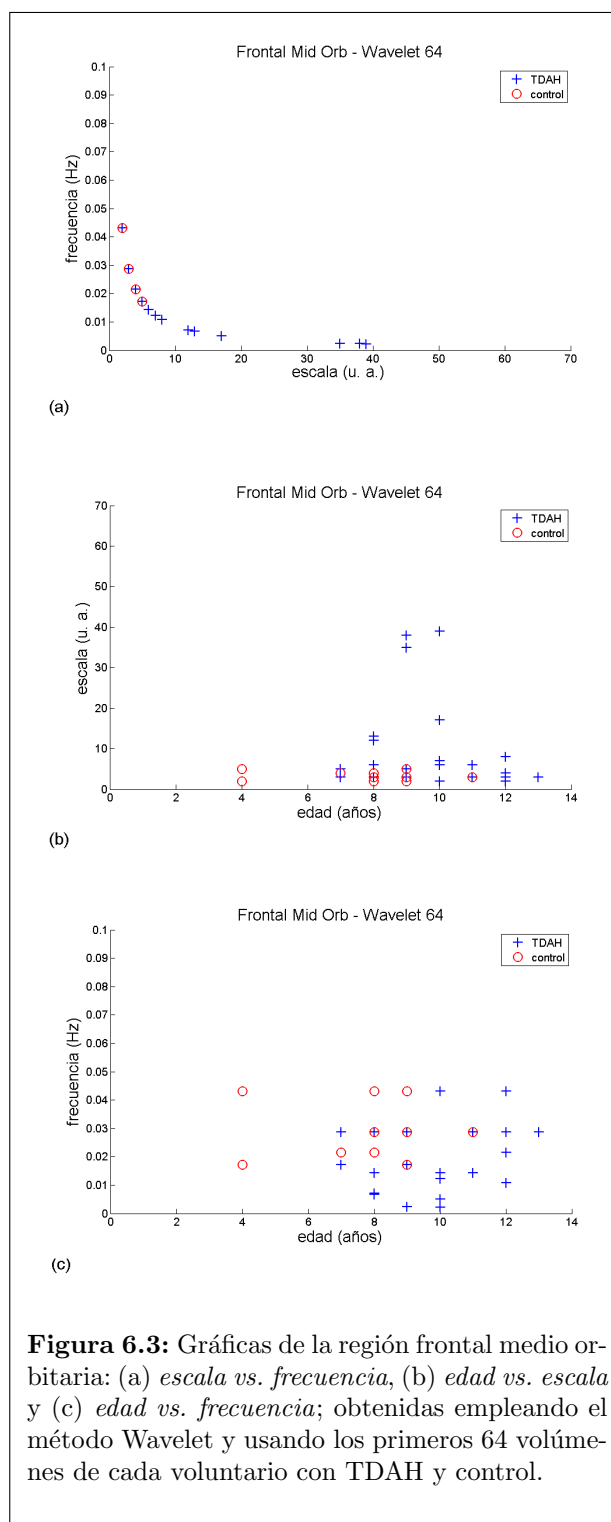 Frontal Mid Orb - Wavelet 64
TDAH
control
0.1
0.09
0.08
0.07
0.06
0.05
0.04
0.03
0.02
0.01
0
frecuencia (Hz)
0 10 20 30 40 50 60 70
escala (u. a.)
(a)
Frontal Mid Orb - Wavelet 64
TDAH
control
70
60
50
40
30
20
10
0
escala (u. a.)
0 2 4 6 8 10 12 14
edad (años)
(b)
Frontal Mid Orb - Wavelet 64
TDAH
control
0.1
0.09
0.08
0.07
0.06
0.05
0.04
0.03
0.02
0.01
0
frecuencia (Hz)
0 2 4 6 8 10 12 14
edad (años)
(c)
Figura 6.3: Gráficas de la región frontal medio or-
bitaria: (a) escala vs. frecuencia, (b) edad vs. escala
y (c) edad vs. frecuencia; obtenidas empleando el
método Wavelet y usando los primeros 64 volúme-
nes de cada voluntario con TDAH y control.